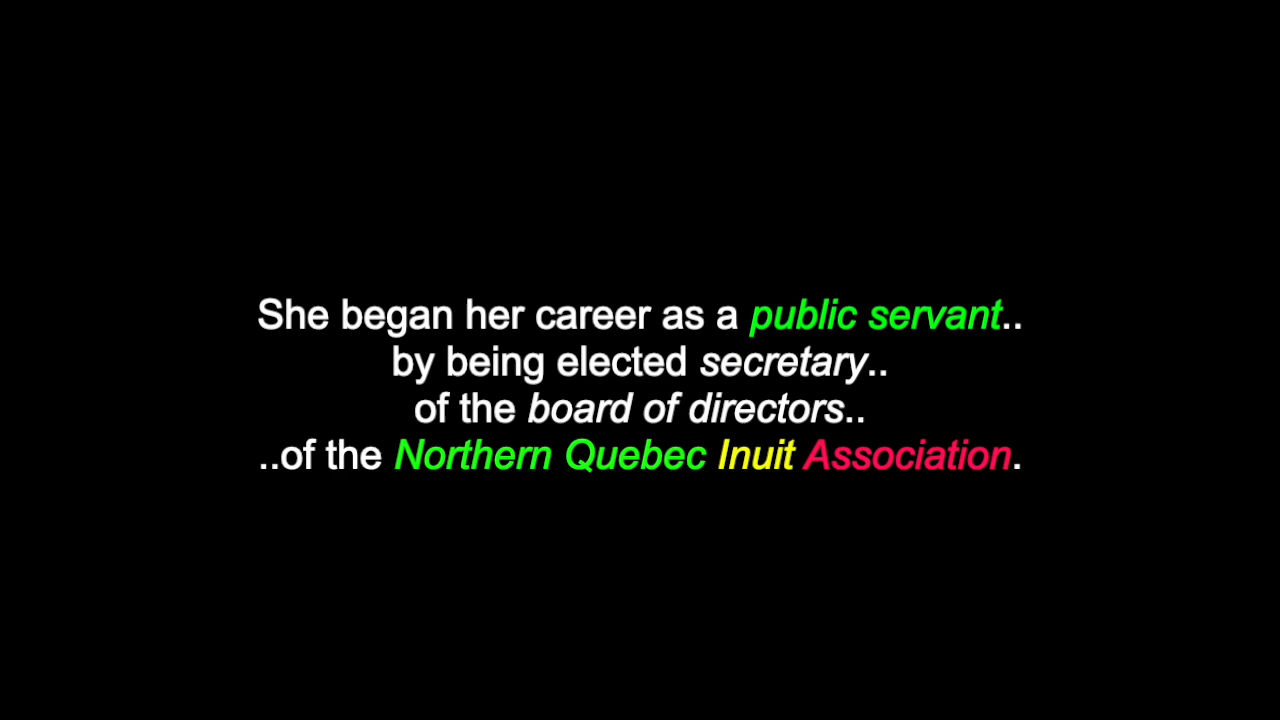 She began her career as a public servant..
by being elected secretary..
of the board of directors..
..of the Northern Quebec Inuit Association.